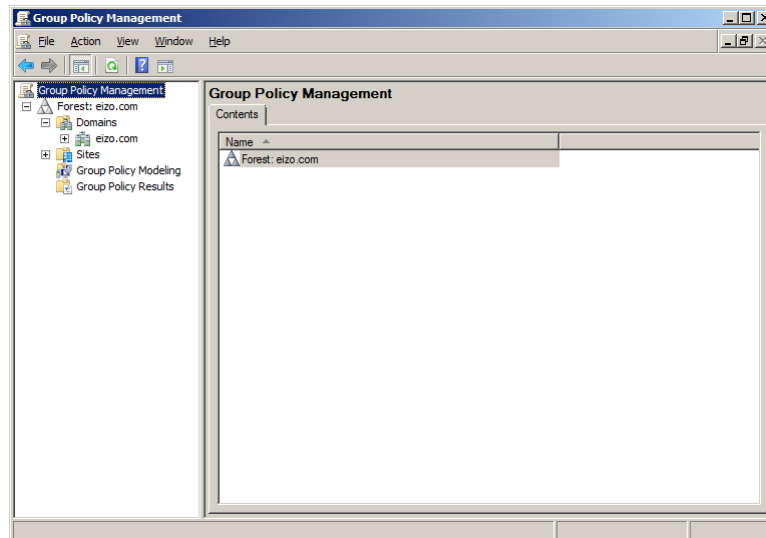 Group Policy Management
File Action View Window Help
Group Policy Management
Forest: eizo.com
Domains
eizo.com
Sites
Group Policy Modeling
Group Policy Results
Group Policy Management
Contents
Name
Forest: eizo.com